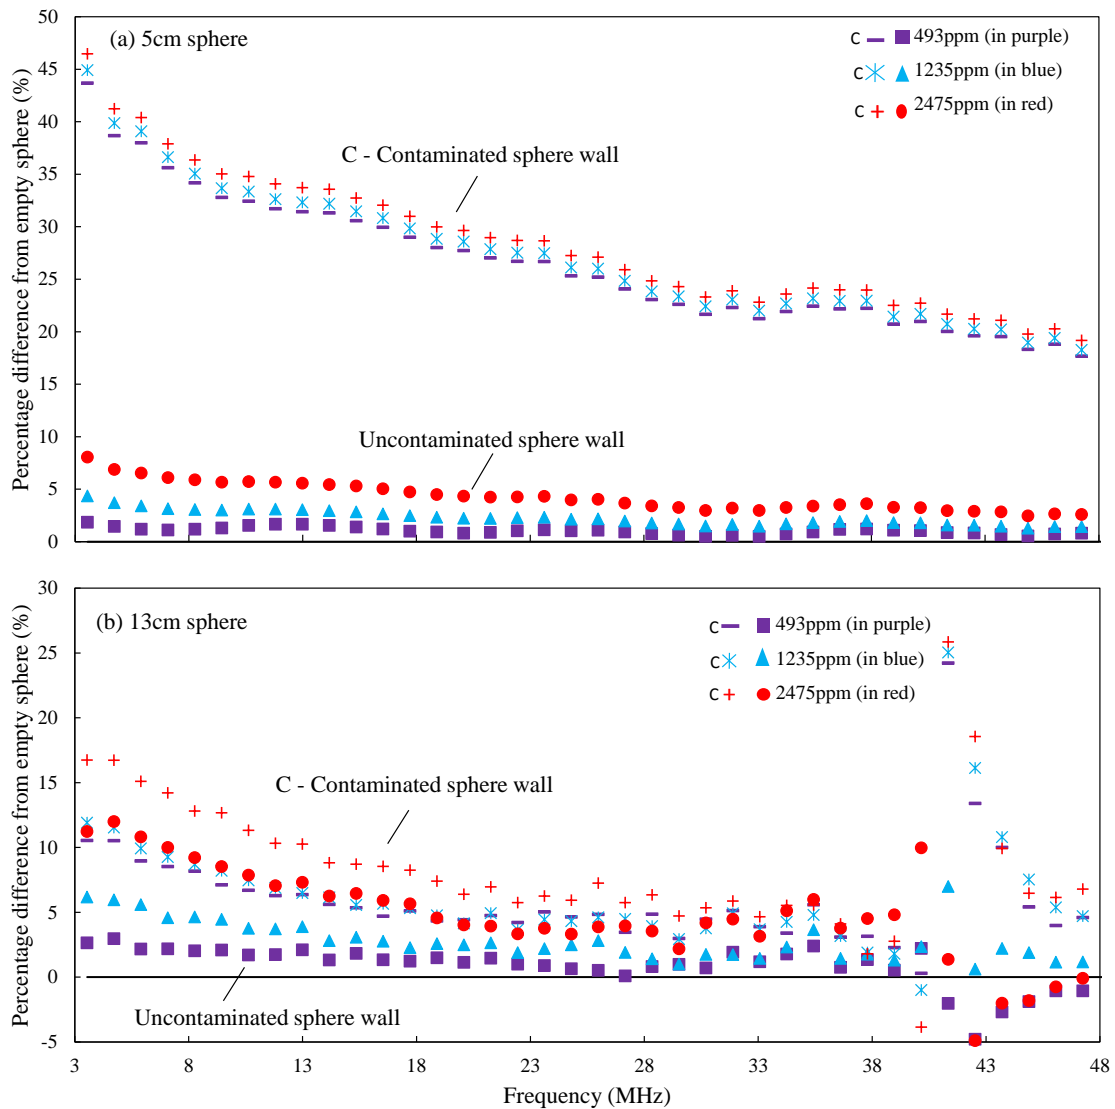 50
45
40
35
30
25
20
15
10
5
0
Percentage difference from empty sphere (%)
(a) 5cm sphere
C 493ppm (in purple)
C 1235ppm (in blue)
C 2475ppm (in red)
C - Contaminated sphere wall
Uncontaminated sphere wall
30
25
20
15
10
5
0
-5
Percentage difference from empty sphere (%)
(b) 13cm sphere
C 493ppm (in purple)
C 1235ppm (in blue)
C 2475ppm (in red)
C - Contaminated sphere wall
Uncontaminated sphere wall
3 8 13 18 23 28 33 38 43 48
Frequency (MHz)